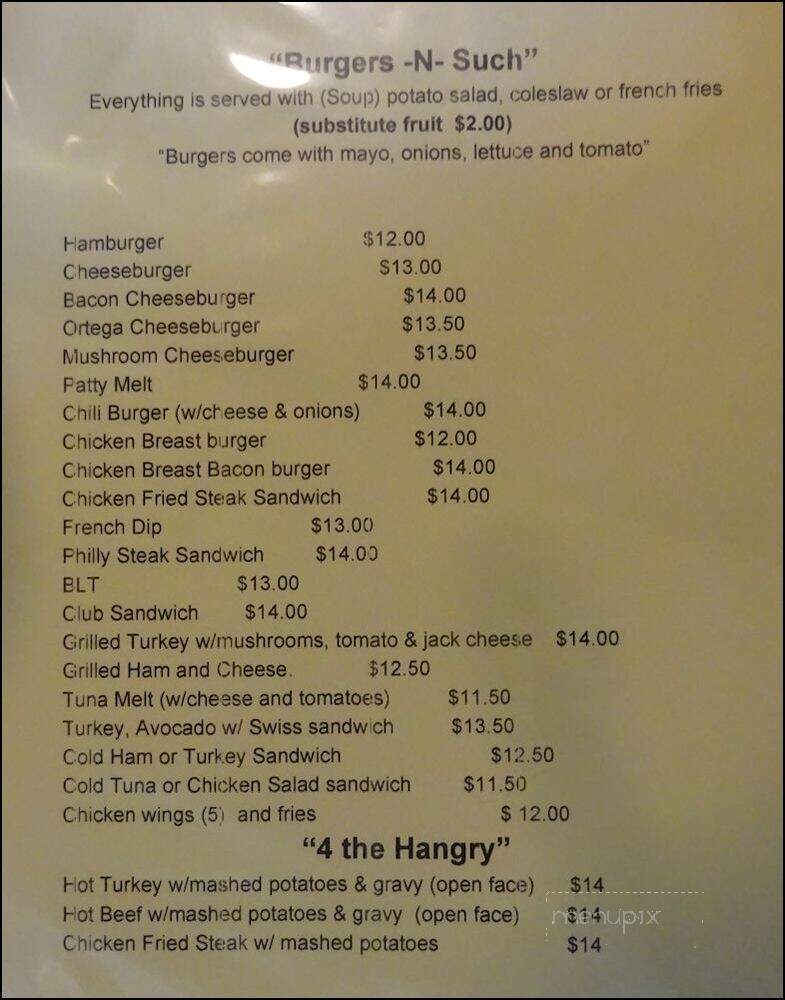 “Burgers -N- Such”
Everything is served with (Soup) potato salad, coleslaw or french fries
(substitute fruit $2.00)
“Burgers come with mayo, onions, lettuce and tomato”
Hamburger $12.00
Cheeseburger $13.00
Bacon Cheeseburger $14.00
Ortega Cheeseburger $13.50
Mushroom Cheeseburger $13.50
Patty Melt $14.00
Chili Burger (w/cheese & onions) $14.00
Chicken Breast burger $12.00
Chicken Breast Bacon burger $14.00
Chicken Fried Steak Sandwich $14.00
French Dip $13.00
Philly Steak Sandwich $14.00
BLT $13.00
Club Sandwich $14.00
Grilled Turkey w/mushrooms, tomato & jack cheese $14.00
Grilled Ham and Cheese. $12.50
Tuna Melt (w/cheese and tomatoes) $11.50
Turkey, Avocado w/ Swiss sandwich $13.50
Cold Ham or Turkey Sandwich $12.50
Cold Tuna or Chicken Salad sandwich $11.50
Chicken wings (5) and fries $ 12.00
“4 the Hangry”
Hot Turkey w/mashed potatoes & gravy (open face) $14
Hot Beef w/mashed potatoes & gravy (open face) $14
menupix
Chicken Fried Steak w/ mashed potatoes $14